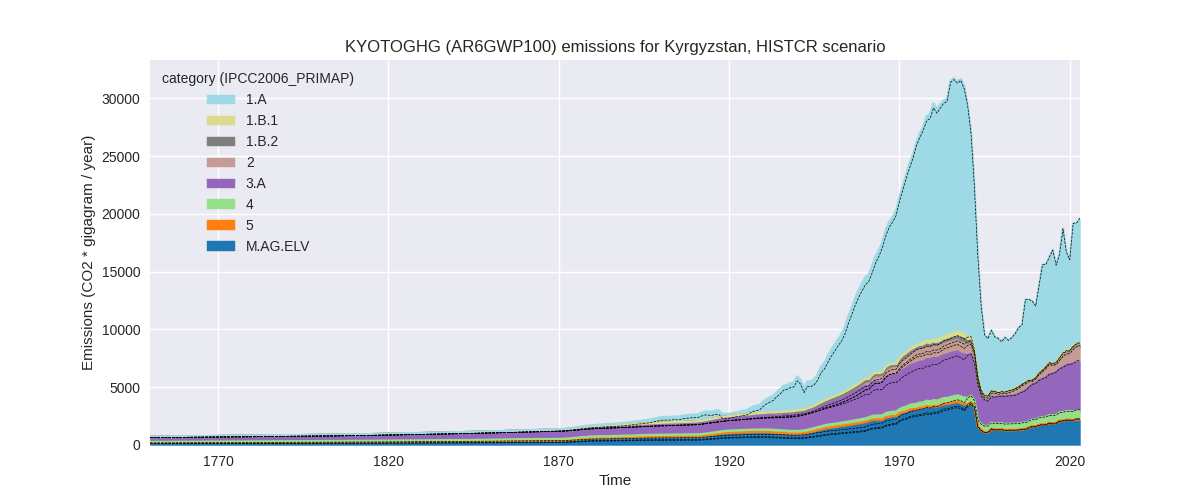 KYOTOGHG (AR6GWP100) emissions for Kyrgyzstan, HISTCR scenario
category (IPCC2006_PRIMAP)
1.A
1.B.1
1.B.2
2
3.A
4
5
M.AG.ELV
Emissions (CO2 * gigagram / year)
30000
25000
20000
15000
10000
5000
0
1770
1820
1870
1920
1970
2020
Time